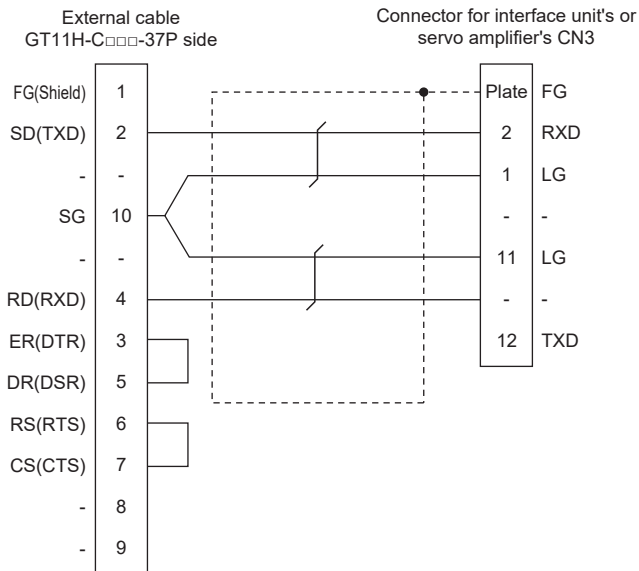 External cable
GT11H-C□□□-37P side
Connector for interface unit's or
servo amplifier's CN3
FG(Shield) 1 Plate FG
SD(TXD) 2 2 RXD
- - 1 LG
SG 10 - -
- - 11 LG
RD(RXD) 4 - -
ER(DTR) 3 12 TXD
DR(DSR) 5
RS(RTS) 6
CS(CTS) 7
- 8
- 9